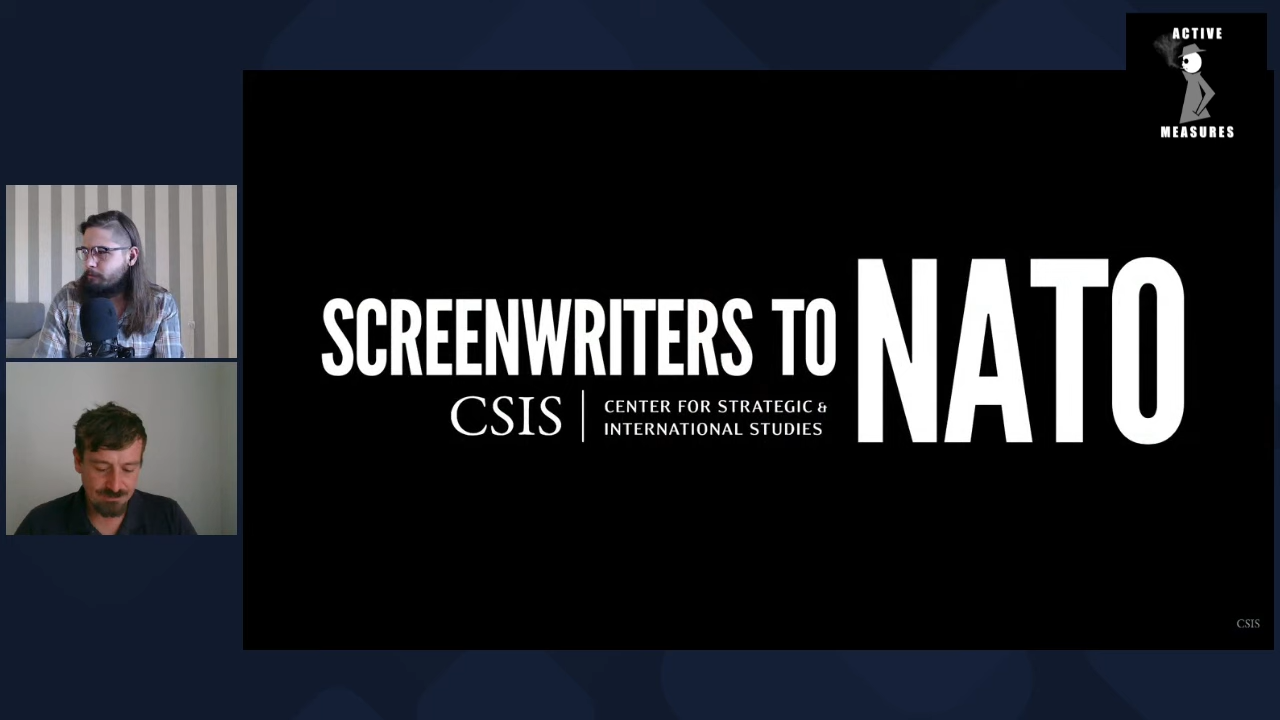 ACTIVE
MEASURES
SCREENWRITERS TO NATO
CSIS | CENTER FOR STRATEGIC &
INTERNATIONAL STUDIES
CSIS